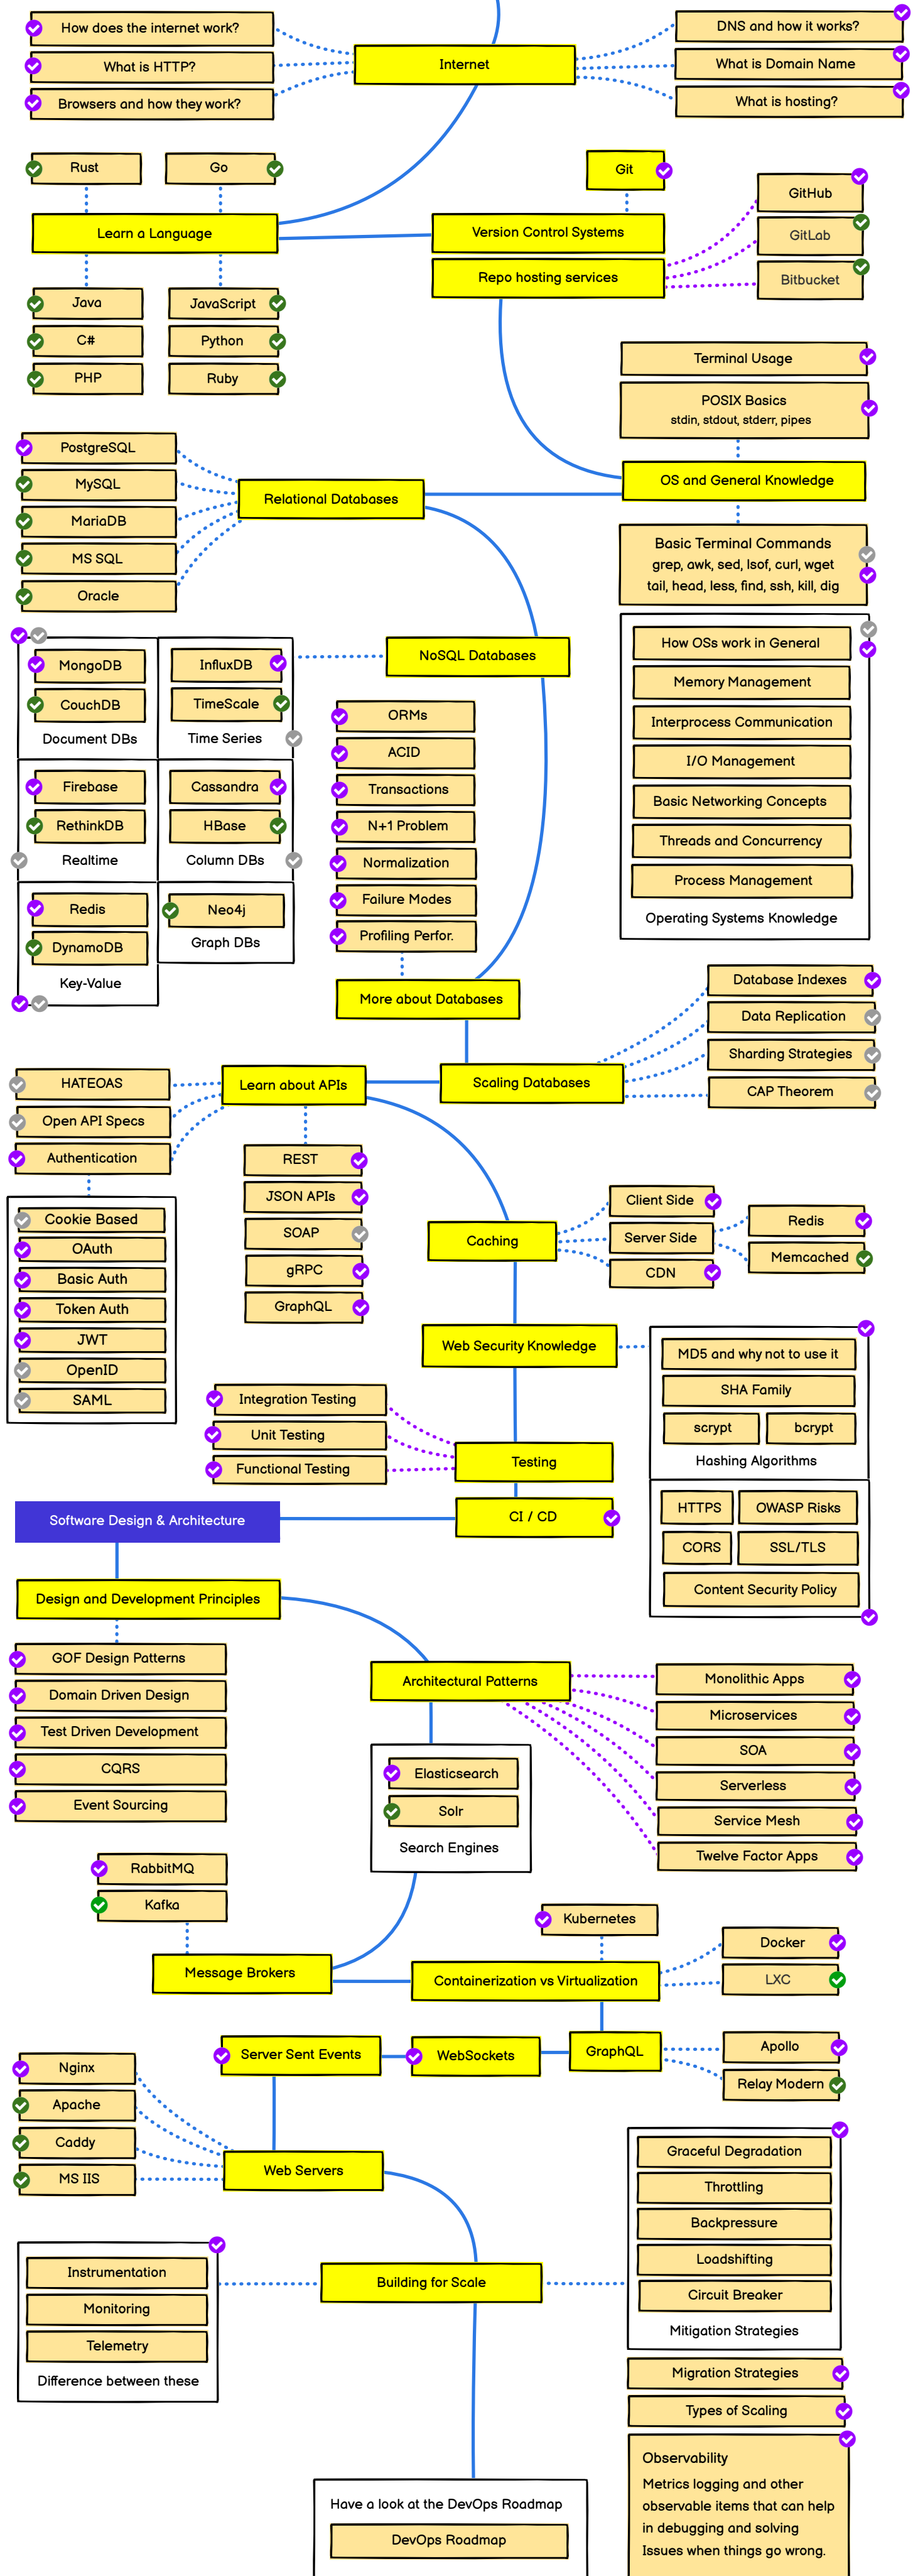 How does the internet work?
What is HTTP?
Browsers and how they work?
Internet
DNS and how it works?
What is Domain Name
What is hosting?
Rust
Go
Learn a Language
Java
JavaScript
C#
Python
PHP
Ruby
Git
Version Control Systems
Repo hosting services
GitHub
GitLab
Bitbucket
Terminal Usage
POSIX Basics
stdin, stdout, stderr, pipes
OS and General Knowledge
Basic Terminal Commands
grep, awk, sed, lsof, curl, wget
tail, head, less, find, ssh, kill, dig
How OSs work in General
Memory Management
Interprocess Communication
I/O Management
Basic Networking Concepts
Threads and Concurrency
Process Management
Operating Systems Knowledge
PostgreSQL
MySQL
MariaDB
MS SQL
Oracle
Relational Databases
NoSQL Databases
MongoDB
CouchDB
Document DBs
InfluxDB
TimeScale
Time Series
Firebase
RethinkDB
Realtime
Cassandra
HBase
Column DBs
Redis
DynamoDB
Key-Value
Neo4j
Graph DBs
ORMs
ACID
Transactions
N+1 Problem
Normalization
Failure Modes
Profiling Perfor.
More about Databases
Database Indexes
Data Replication
Sharding Strategies
CAP Theorem
Scaling Databases
Learn about APIs
HATEOAS
Open API Specs
Authentication
Cookie Based
OAuth
Basic Auth
Token Auth
JWT
OpenID
SAML
REST
JSON APIs
SOAP
gRPC
GraphQL
Caching
Client Side
Server Side
CDN
Redis
Memcached
Web Security Knowledge
MD5 and why not to use it
SHA Family
scrypt
bcrypt
Hashing Algorithms
HTTPS
OWASP Risks
CORS
SSL/TLS
Content Security Policy
Integration Testing
Unit Testing
Functional Testing
Testing
CI / CD
Software Design & Architecture
Design and Development Principles
GOF Design Patterns
Domain Driven Design
Test Driven Development
CQRS
Event Sourcing
Architectural Patterns
Monolithic Apps
Microservices
SOA
Serverless
Service Mesh
Twelve Factor Apps
Elasticsearch
Solr
Search Engines
RabbitMQ
Kafka
Message Brokers
Kubernetes
Containerization vs Virtualization
Docker
LXC
GraphQL
Apollo
Relay Modern
WebSockets
Server Sent Events
Nginx
Apache
Caddy
MS IIS
Web Servers
Graceful Degradation
Throttling
Backpressure
Loadshifting
Circuit Breaker
Mitigation Strategies
Building for Scale
Instrumentation
Monitoring
Telemetry
Difference between these
Migration Strategies
Types of Scaling
Observability
Metrics logging and other
observable items that can help
in debugging and solving
Issues when things go wrong.
Have a look at the DevOps Roadmap
DevOps Roadmap